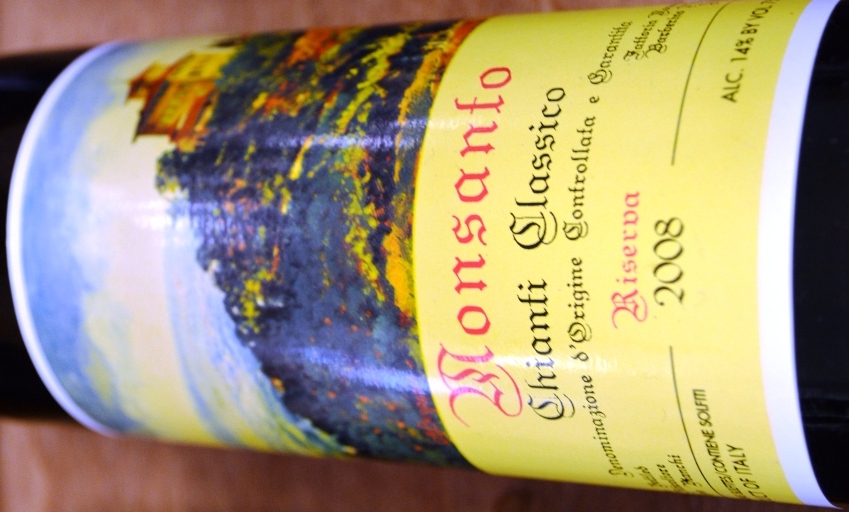 Monsanto
Chianti Classico
Denominazione d'Origine Controllata e Garantita
Riserva
2008
CONTIENE SOLFITI
OF ITALY
ALC. 14% BY VOL